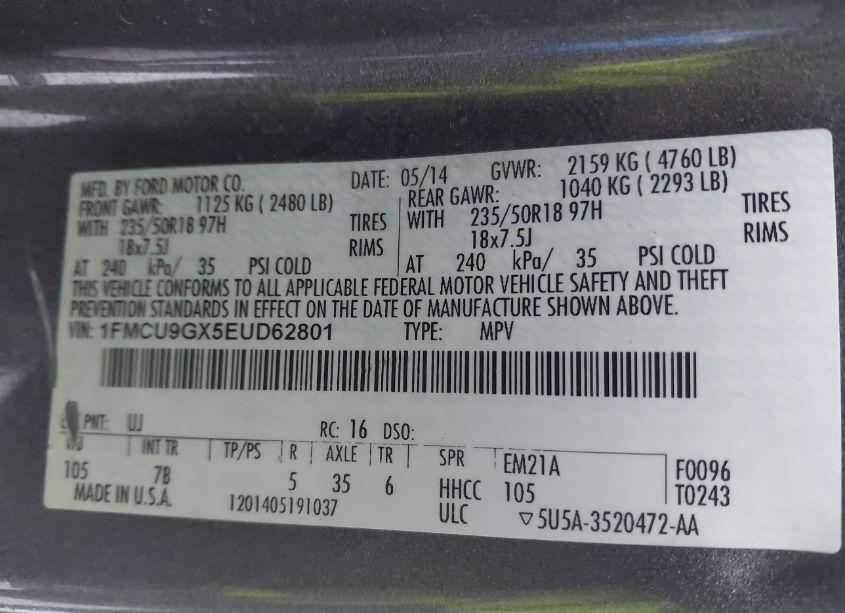 MFD. BY FORD MOTOR CO. DATE: 05/14 GVWR: 2159 KG ( 4760 LB)
FRONT GAWR: 1125 KG ( 2480 LB) REAR GAWR: 1040 KG ( 2293 LB)
WITH 235/50R18 97H TIRES WITH 235/50R18 97H TIRES
18x7.5J RIMS 18x7.5J RIMS
AT 240 kPa/ 35 PSI COLD AT 240 kPa/ 35 PSI COLD
THIS VEHICLE CONFORMS TO ALL APPLICABLE FEDERAL MOTOR VEHICLE SAFETY AND THEFT
PREVENTION STANDARDS IN EFFECT ON THE DATE OF MANUFACTURE SHOWN ABOVE.
VIN: 1FMCU9GX5EUD62801 TYPE: MPV
PNT: UJ RC: 16 DSO:
WB INT TR TP/PS R AXLE TR SPR EM21A F0096
105 7B 5 35 6 HHCC 105 T0243
MADE IN U.S.A. 1201405191037 ULC ▽5U5A-3520472-AA